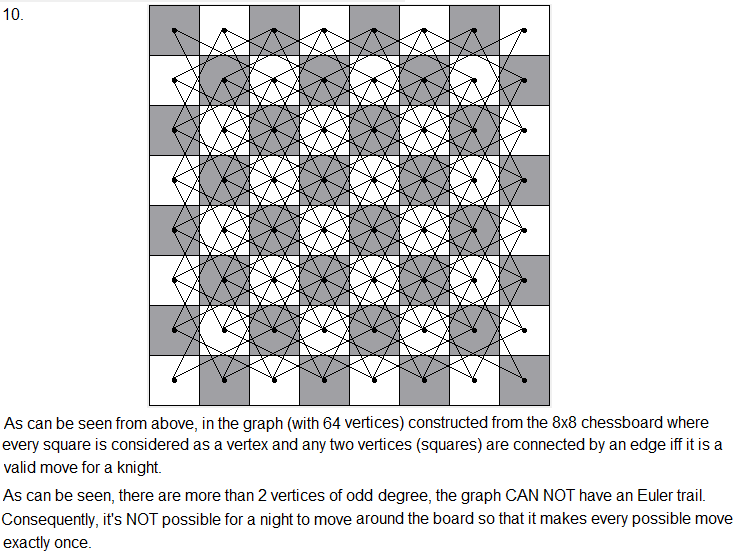 10.
As can be seen from above, in the graph (with 64 vertices) constructed from the 8x8 chessboard where
every square is considered as a vertex and any two vertices (squares) are connected by an edge iff it is a
valid move for a knight.
As can be seen, there are more than 2 vertices of odd degree, the graph CAN NOT have an Euler trail.
Consequently, it's NOT possible for a night to move around the board so that it makes every possible move
exactly once.